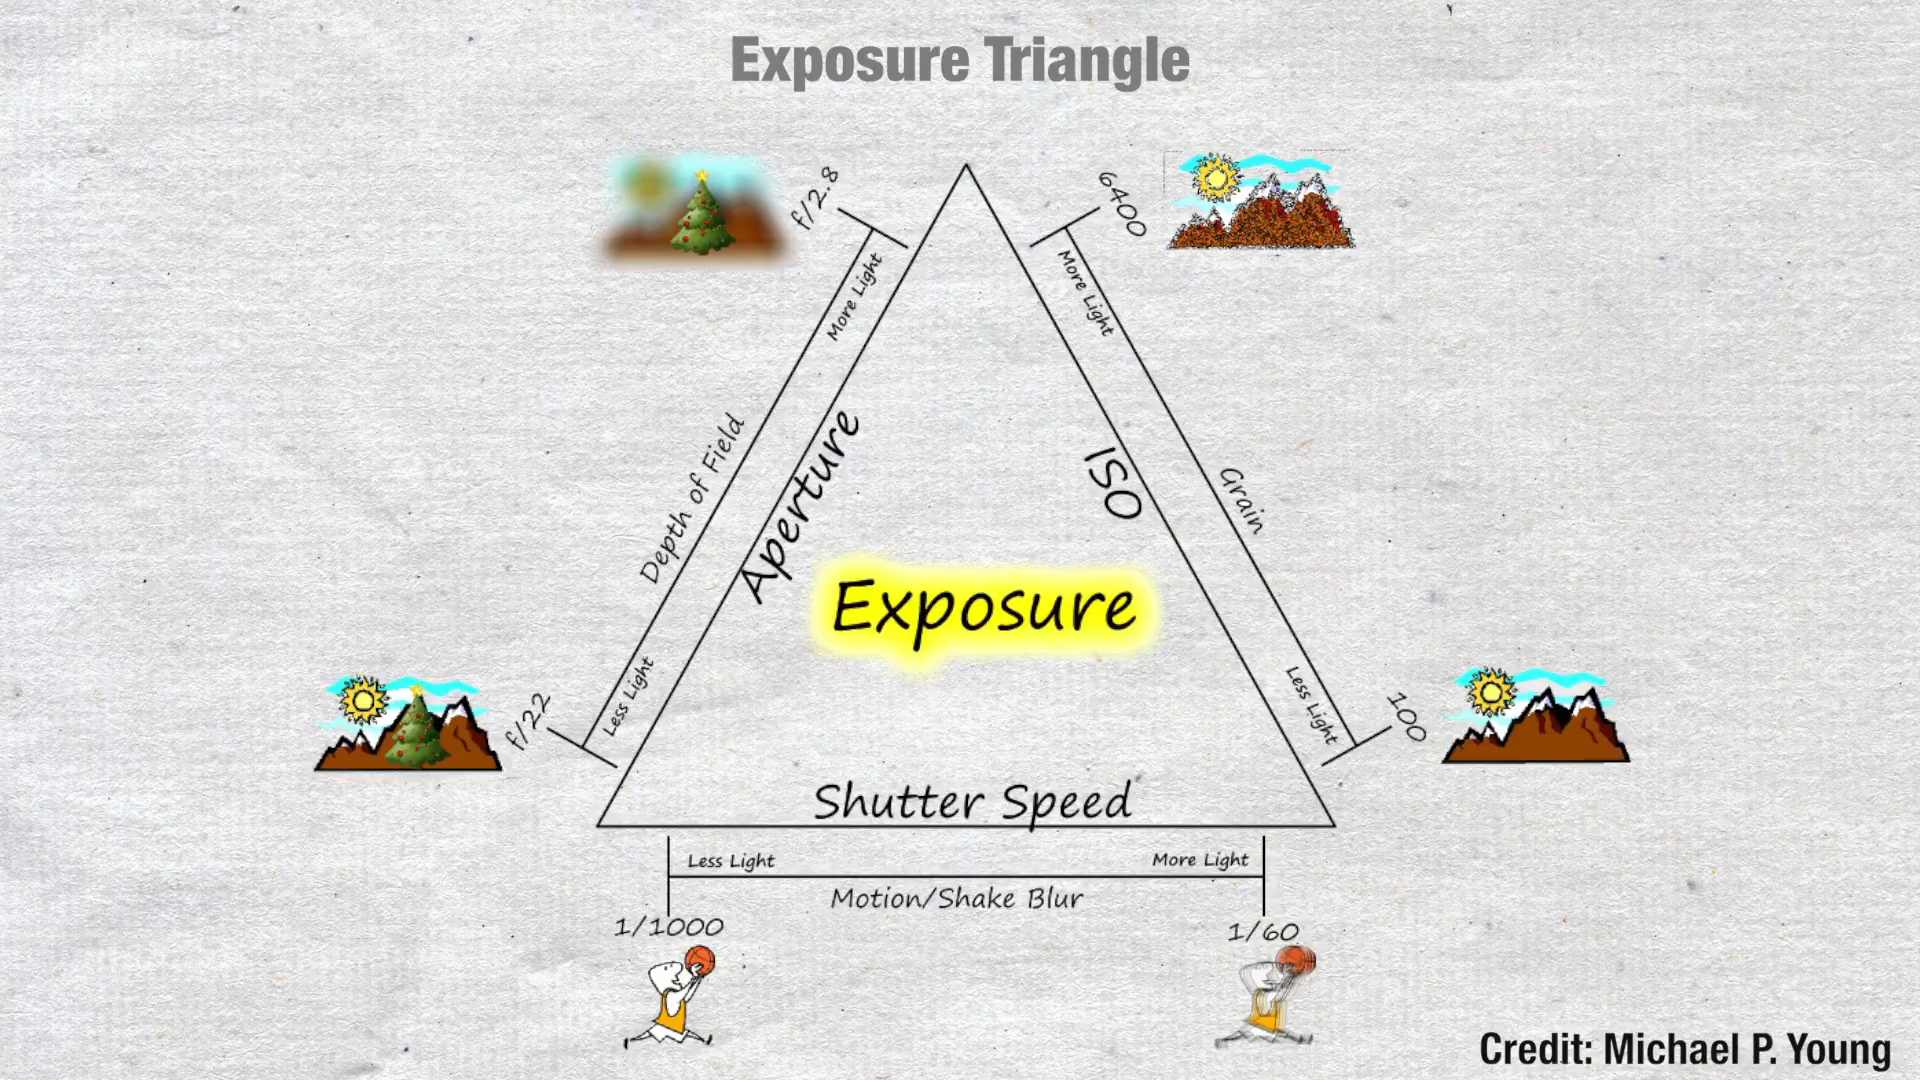 Exposure Triangle
f/2.8
6400
More Light
More Light
Depth of Field
Aperture
ISO
Grain
Exposure
Less Light
Less Light
f/22
100
Shutter Speed
Less Light
More Light
Motion/Shake Blur
1/1000
1/60
Credit: Michael P. Young